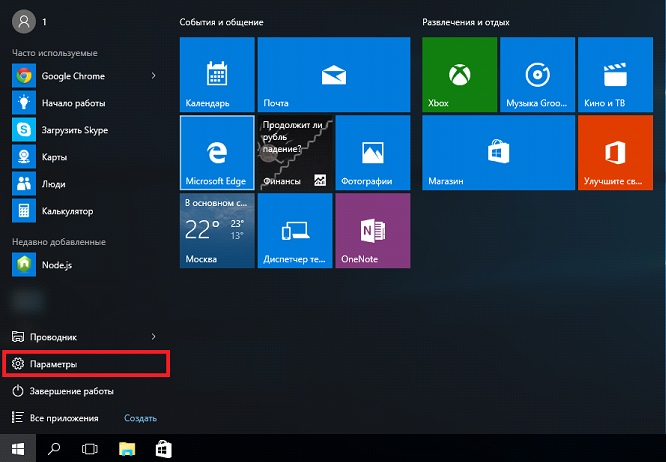 1
Часто используемые
Google Chrome
Начало работы
Загрузить Skype
Карты
Люди
Калькулятор
Недавно добавленные
Node.js
Проводник
Параметры
Завершение работы
Все приложения
Создать
События и общение
Календарь
Почта
Microsoft Edge
Продолжит ли
рубль
падение?
Финансы
Фотографии
В основном с...
22°
23°
13°
Москва
Диспетчер те...
OneNote
Развлечения и отдых
Xbox
Музыка Groo...
Кино и ТВ
Магазин
Улучшите св...